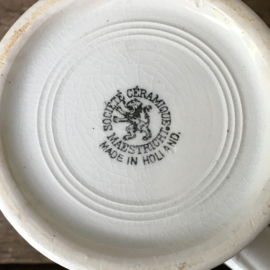 SOCIÉTÉ CÉRAMIQUE
MAESTRICHT
MADE IN HOLLAND.